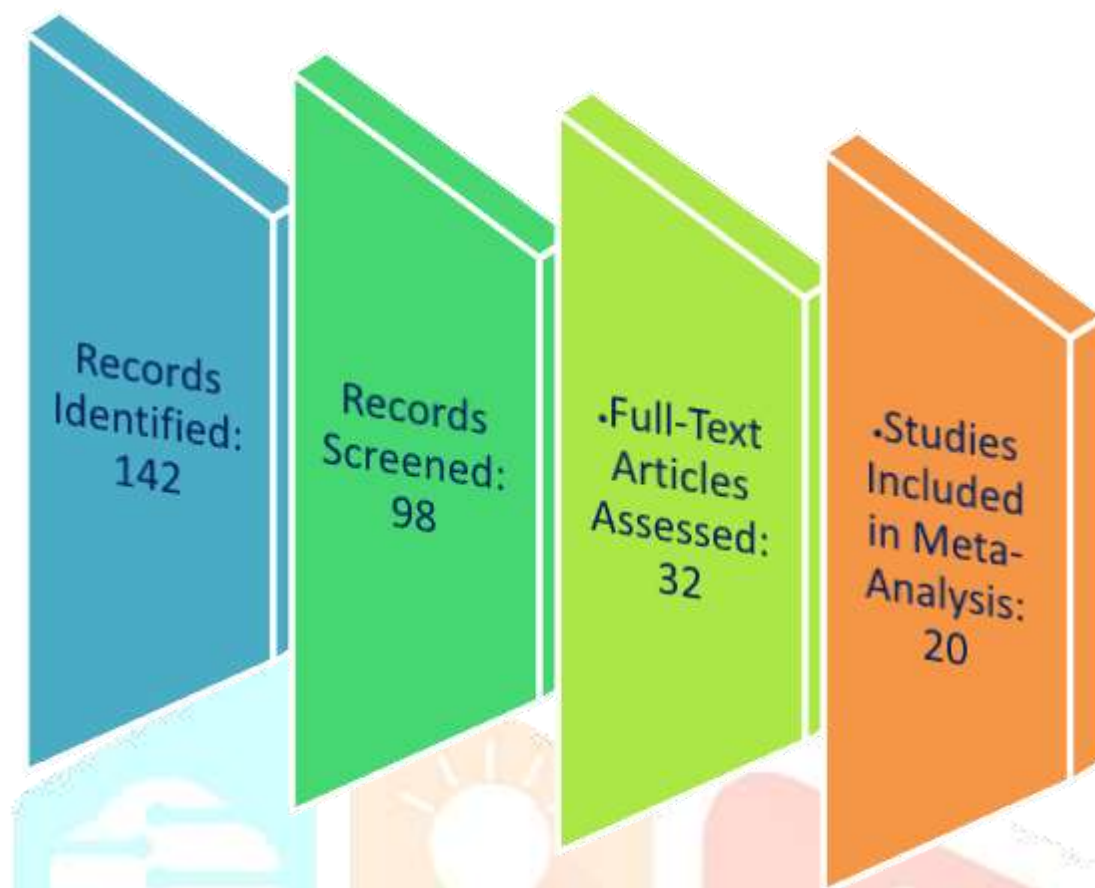 Records
Identified:
142
Records
Screened:
98
•Full-Text
Articles
Assessed:
32
•Studies
Included
in Meta-
Analysis:
20